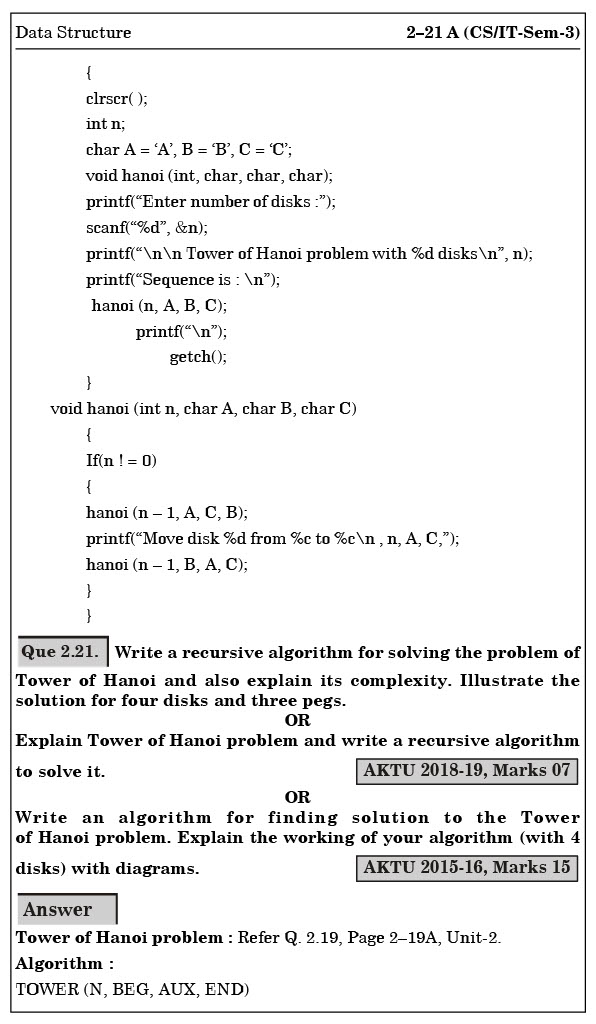 Data Structure 2–21 A (CS/IT-Sem-3)
{
clrscr( );
int n;
char A = ‘A’, B = ‘B’, C = ‘C’;
void hanoi (int, char, char, char);
printf(“Enter number of disks :”);
scanf(“%d”, &n);
printf(“\n\n Tower of Hanoi problem with %d disks\n”, n);
printf(“Sequence is : \n”);
hanoi (n, A, B, C);
printf(“\n”);
getch();
}
void hanoi (int n, char A, char B, char C)
{
If(n ! = 0)
{
hanoi (n – 1, A, C, B);
printf(“Move disk %d from %c to %c\n , n, A, C,”);
hanoi (n – 1, B, A, C);
}
}
Que 2.21. Write a recursive algorithm for solving the problem of
Tower of Hanoi and also explain its complexity. Illustrate the
solution for four disks and three pegs.
OR
Explain Tower of Hanoi problem and write a recursive algorithm
to solve it. AKTU 2018-19, Marks 07
OR
Write an algorithm for finding solution to the Tower
of Hanoi problem. Explain the working of your algorithm (with 4
disks) with diagrams. AKTU 2015-16, Marks 15
Answer
Tower of Hanoi problem : Refer Q. 2.19, Page 2–19A, Unit-2.
Algorithm :
TOWER (N, BEG, AUX, END)